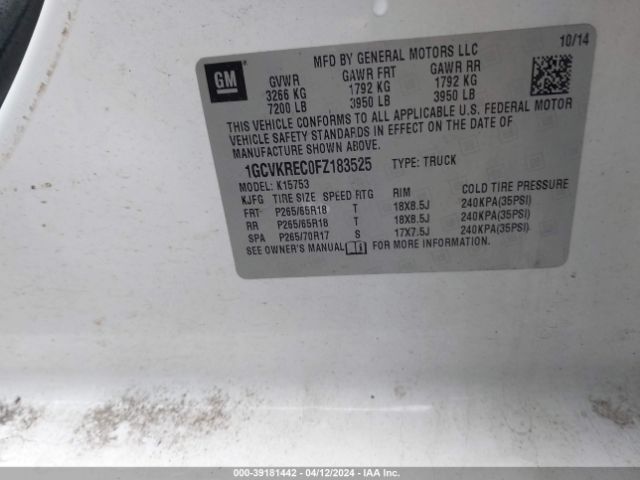 MFD BY GENERAL MOTORS LLC 10/14
GM
GVWR GAWR FRT GAWR RR
3266 KG 1792 KG 1792 KG
7200 LB 3950 LB 3950 LB
THIS VEHICLE CONFORMS TO ALL APPLICABLE U.S. FEDERAL MOTOR
VEHICLE SAFETY STANDARDS IN EFFECT ON THE DATE OF
MANUFACTURE SHOWN ABOVE.
1GCVKREC0FZ183525 TYPE: TRUCK
MODEL: K15753
KJFG TIRE SIZE SPEED RTG RIM COLD TIRE PRESSURE
FRT P265/65R18 T 18X8.5J 240KPA(35PSI)
RR P265/65R18 T 18X8.5J 240KPA(35PSI)
SPA P265/70R17 S 17X7.5J 240KPA(35PSI)
SEE OWNER'S MANUAL FOR ADDITIONAL INFORMATION.
000-39181442 - 04/12/2024 - IAA Inc.